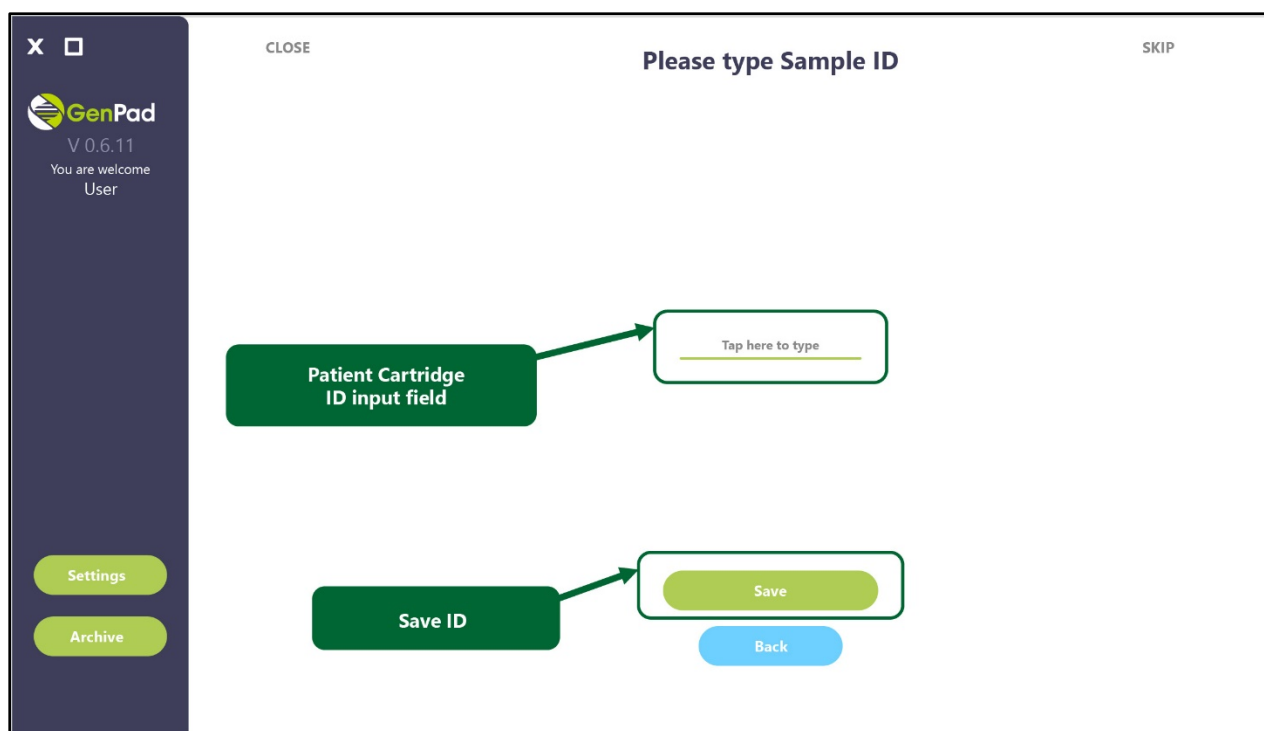 X
CLOSE
Please type Sample ID
SKIP
GenPad
V 0.6.11
You are welcome
User
Tap here to type
Patient Cartridge
ID input field
Settings
Save
Save ID
Archive
Back